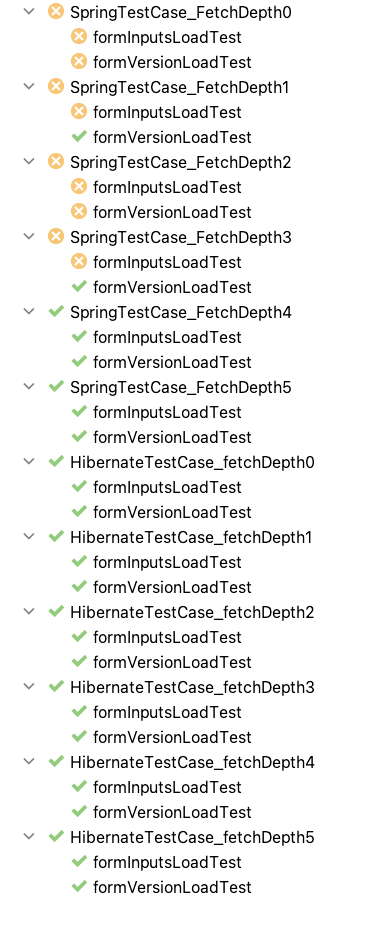 SpringTestCase_FetchDepth0
formInputsLoadTest
formVersionLoadTest
SpringTestCase_FetchDepth1
formInputsLoadTest
formVersionLoadTest
SpringTestCase_FetchDepth2
formInputsLoadTest
formVersionLoadTest
SpringTestCase_FetchDepth3
formInputsLoadTest
formVersionLoadTest
SpringTestCase_FetchDepth4
formInputsLoadTest
formVersionLoadTest
SpringTestCase_FetchDepth5
formInputsLoadTest
formVersionLoadTest
HibernateTestCase_fetchDepth0
formInputsLoadTest
formVersionLoadTest
HibernateTestCase_fetchDepth1
formInputsLoadTest
formVersionLoadTest
HibernateTestCase_fetchDepth2
formInputsLoadTest
formVersionLoadTest
HibernateTestCase_fetchDepth3
formInputsLoadTest
formVersionLoadTest
HibernateTestCase_fetchDepth4
formInputsLoadTest
formVersionLoadTest
HibernateTestCase_fetchDepth5
formInputsLoadTest
formVersionLoadTest